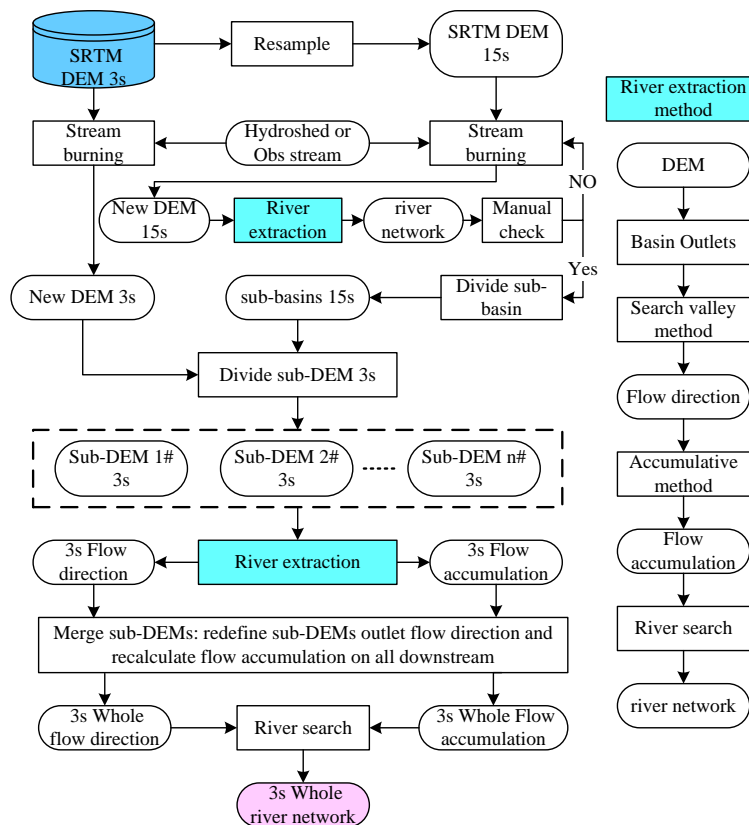 SRTM
DEM 3s
Resample
SRTM DEM
15s
Stream
burning
Hydroshed or
Obs stream
Stream
burning
NO
New DEM
15s
River
extraction
river
network
Manual
check
Yes
New DEM 3s
sub-basins 15s
Divide sub-
basin
Divide sub-DEM 3s
Sub-DEM 1#
3s
Sub-DEM 2#
3s
Sub-DEM n#
3s
3s Flow
direction
River extraction
3s Flow
accumulation
Merge sub-DEMs: redefine sub-DEMs outlet flow direction and
recalculate flow accumulation on all downstream
3s Whole
flow direction
River search
3s Whole Flow
accumulation
3s Whole
river network
River extraction
method
DEM
Basin Outlets
Search valley
method
Flow direction
Accumulative
method
Flow
accumulation
River search
river network